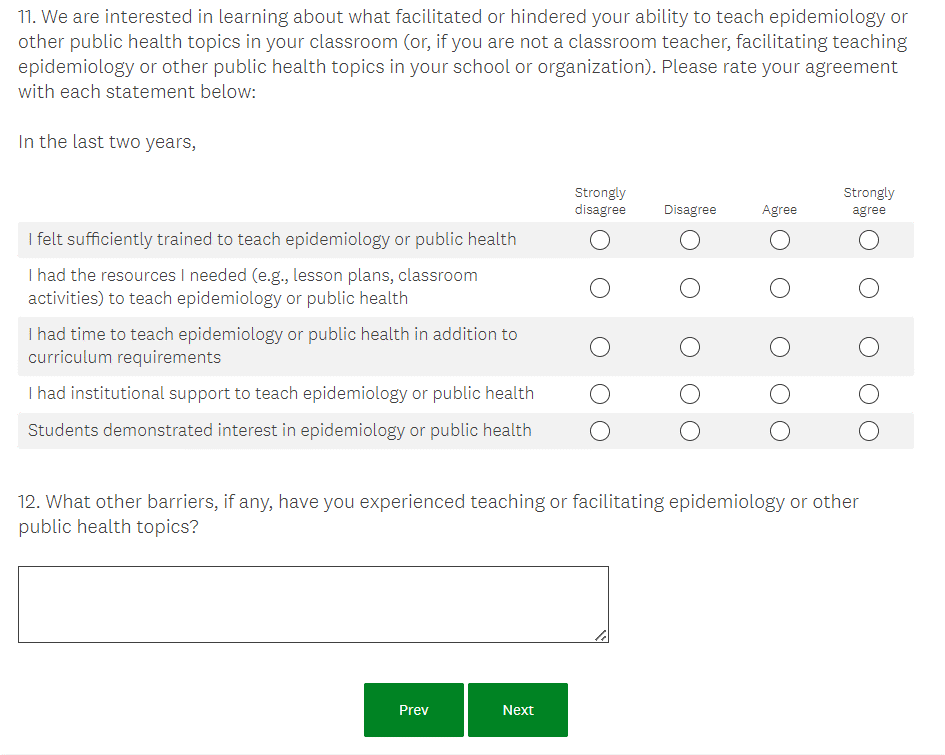 11. We are interested in learning about what facilitated or hindered your ability to teach epidemiology or
other public health topics in your classroom (or, if you are not a classroom teacher, facilitating teaching
epidemiology or other public health topics in your school or organization). Please rate your agreement
with each statement below:
In the last two years,
Strongly disagree Disagree Agree Strongly agree
I felt sufficiently trained to teach epidemiology or public health
I had the resources I needed (e.g., lesson plans, classroom
activities) to teach epidemiology or public health
I had time to teach epidemiology or public health in addition to
curriculum requirements
I had institutional support to teach epidemiology or public health
Students demonstrated interest in epidemiology or public health
12. What other barriers, if any, have you experienced teaching or facilitating epidemiology or other
public health topics?
Prev Next